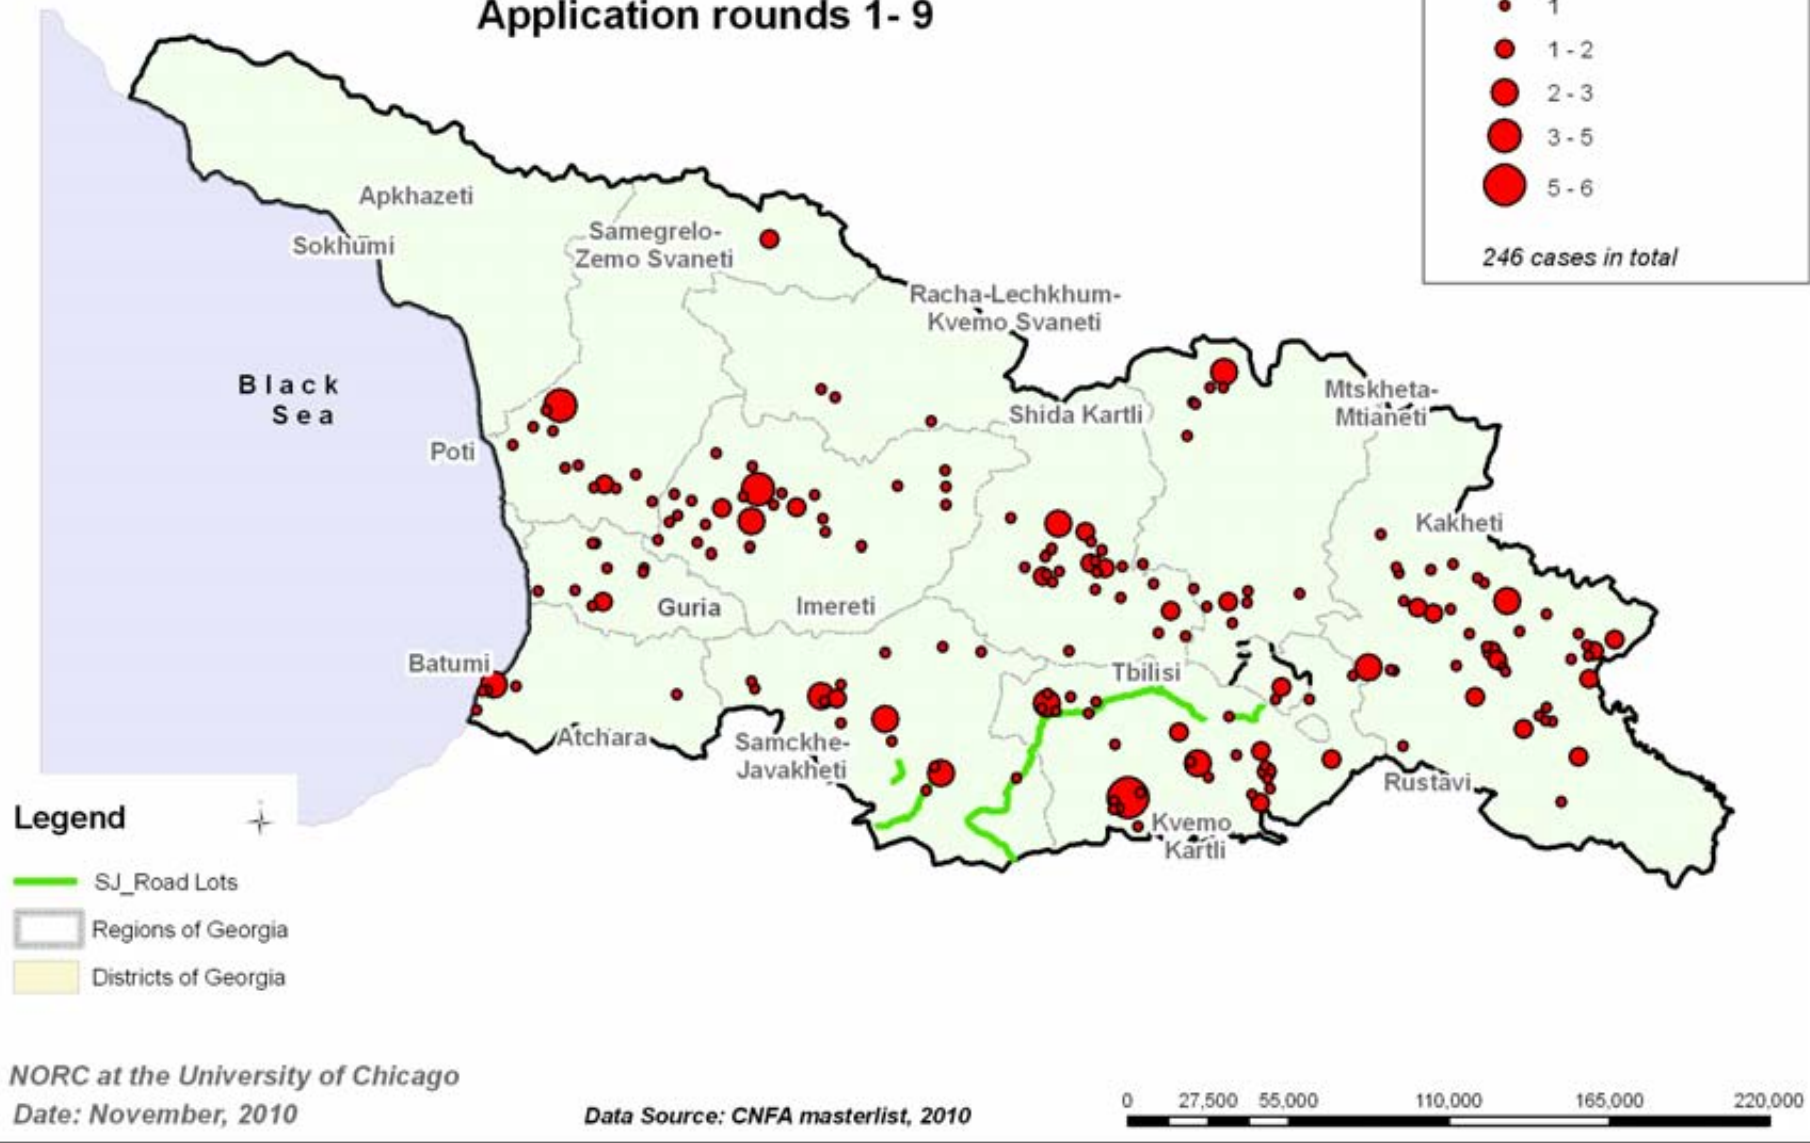 Application rounds 1- 9
1
1 - 2
2 - 3
3 - 5
5 - 6
246 cases in total
Apkhazeti
Sokhumi
Samegrelo-
Zemo Svaneti
Racha-Lechkhum-
Kvemo Svaneti
Black
Sea
Poti
Shida Kartli
Mtskheta-
Mtianeti
Kakheti
Guria
Imereti
Batumi
Tbilisi
Atchara
Samckhe-
Javakheti
Rustavi
Kvemo
Kartli
Legend
SJ_Road Lots
Regions of Georgia
Districts of Georgia
NORC at the University of Chicago
Date: November, 2010
Data Source: CNFA masterlist, 2010
0 27,500 55,000 110,000 165,000 220,000